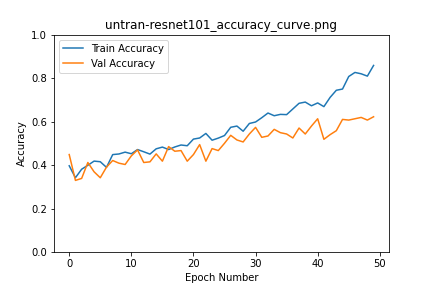 untran-resnet101_accuracy_curve.png
1.0
Train Accuracy
Val Accuracy
0.8
0.6
Accuracy
0.4
0.2
0.0
0 10 20 30 40 50
Epoch Number